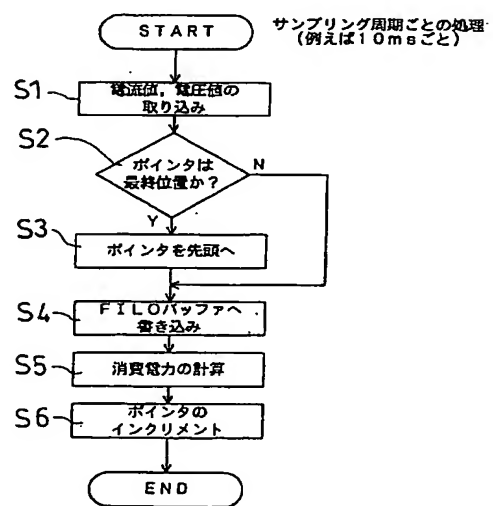 START
サンプリング周期ごとの処理
(例えば10msごと)
S1
電流値,電圧値の
取り込み
S2
ポインタは
最終位置か?
N
Y
S3
ポインタを先頭へ
S4
FILOバッファへ
書き込み
S5
消費電力の計算
S6
ポインタの
インクリメント
END